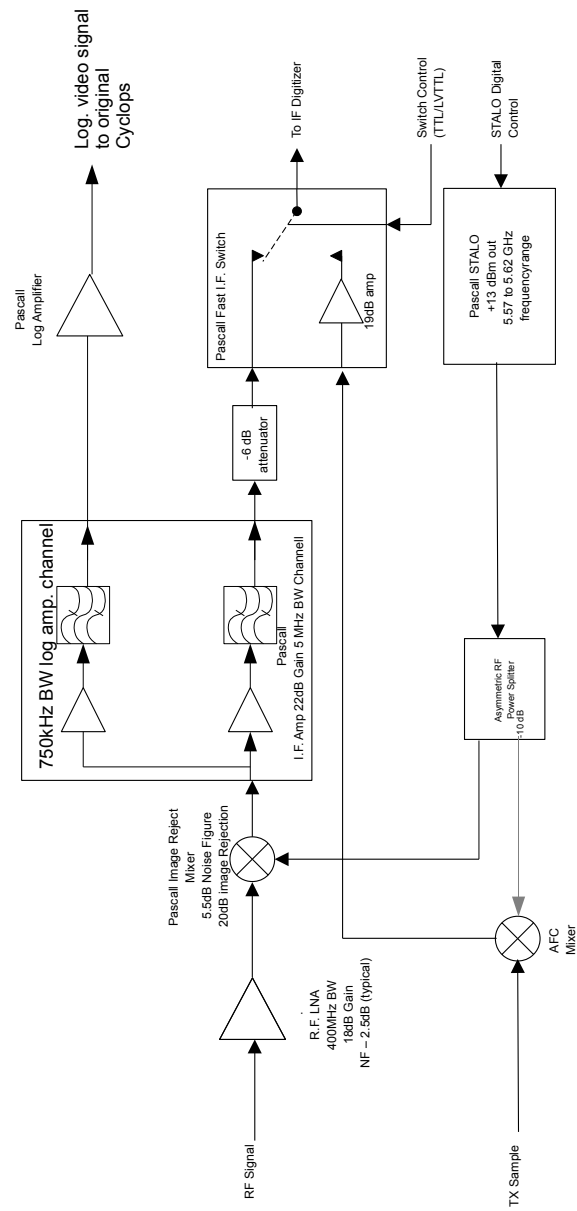 Log. video signal
to original
Cyclops
Pascall
Log Amplifier
750kHz BW log amp. channel
Pascall
I.F. Amp 22dB Gain 5 MHz BW Channell
-6 dB
attenuator
Pascall Fast I.F. Switch
19dB amp
To IF Digitizer
Switch Control
(TTL/LVTTL)
STALO Digital
Control
Pascall STALO
+13 dBm out
5.57 to 5.62 GHz
frequencyrange
Asymmetric RF
Power Splitter
-10 dB
Pascall Image Reject
Mixer
5.5dB Noise Figure
20dB image Rejection
R.F. LNA
400MHz BW
18dB Gain
NF – 2.5dB (typical)
RF Signal
AFC
Mixer
TX Sample